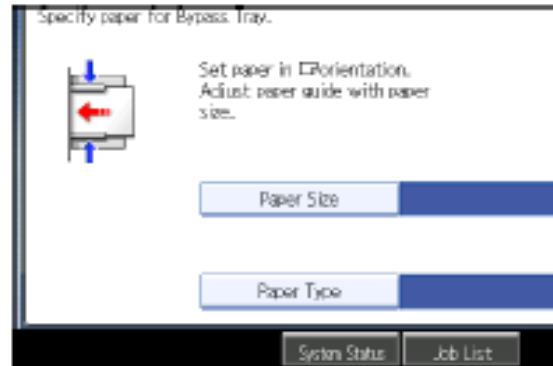 Specify paper for Bypass Tray.
Set paper in orientation.
Adjust paper guide with paper
size.
Paper Size
Paper Type
System Status
Job List